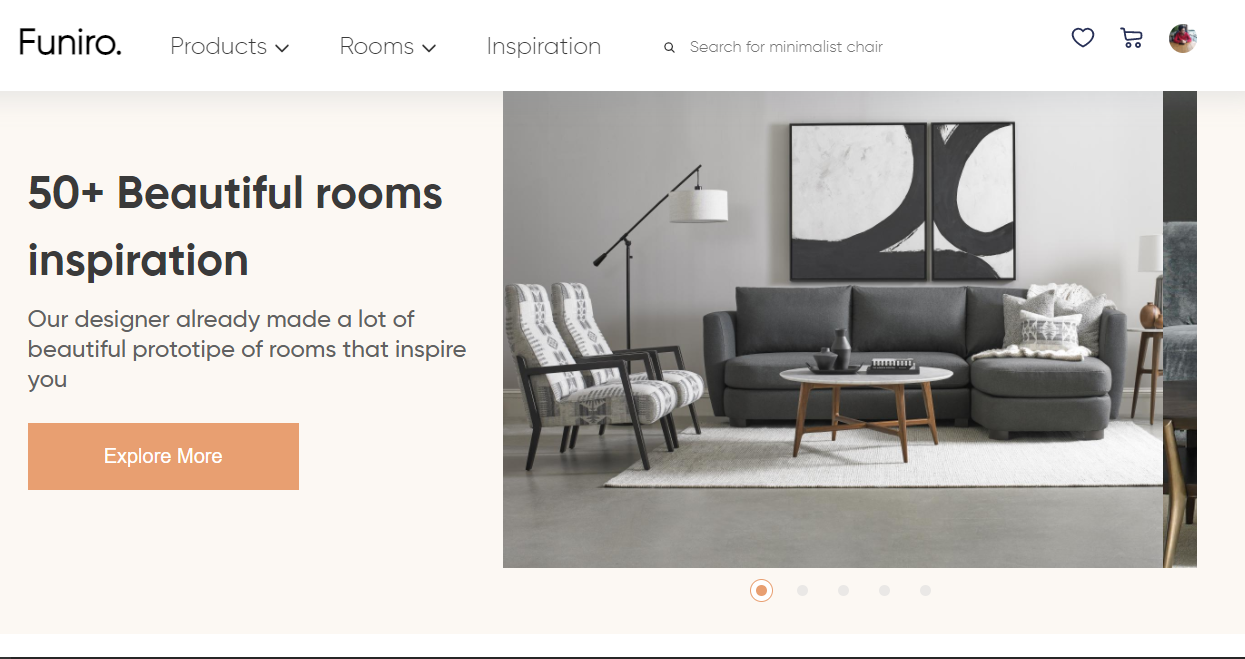 Funiro.
Products
Rooms
Inspiration
Search for minimalist chair
50+ Beautiful rooms
inspiration
Our designer already made a lot of
beautiful prototipe of rooms that inspire
you
Explore More